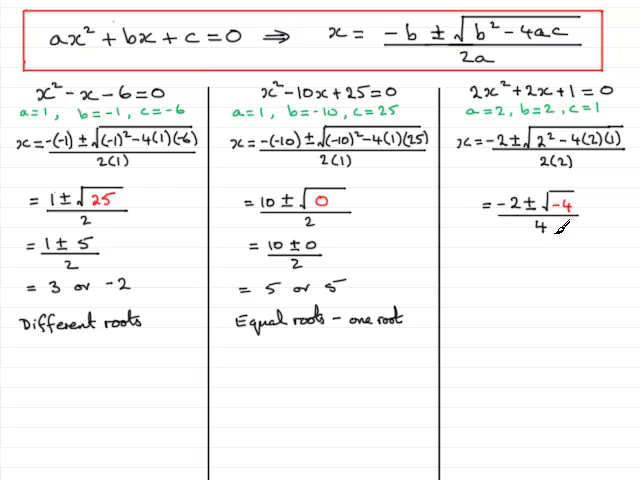 ax² + bx + c = 0 ⇒ x = (-b ± √(b² - 4ac)) / 2a
x² - x - 6 = 0
a=1, b=-1, c=-6
x = (-(-1) ± √((-1)² - 4(1)(-6))) / 2(1)
= (1 ± √25) / 2
= (1 ± 5) / 2
= 3 or -2
Different roots
x² - 10x + 25 = 0
a=1, b=-10, c=25
x = (-(-10) ± √((-10)² - 4(1)(25))) / 2(1)
= (10 ± √0) / 2
= (10 ± 0) / 2
= 5 or 5
Equal roots - one root
2x² + 2x + 1 = 0
a=2, b=2, c=1
x = (-2 ± √(2² - 4(2)(1))) / 2(2)
= (-2 ± √-4) / 4